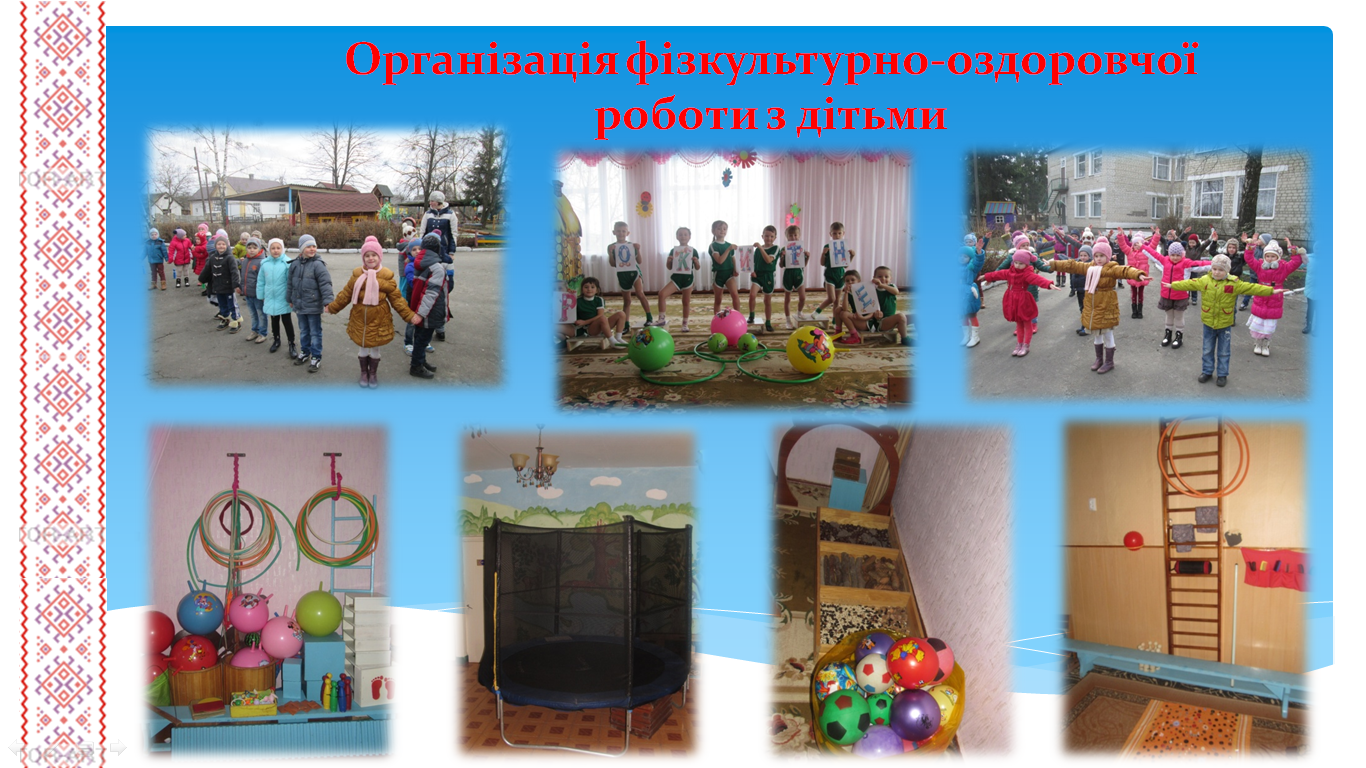 Організація фізкультурно-оздоровчої
роботи з дітьми